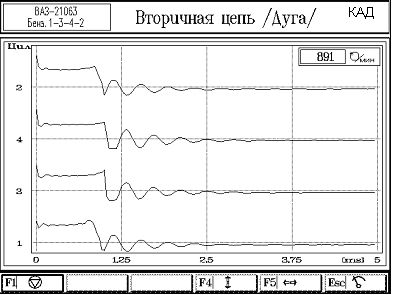 ВАЗ-21063
Бенз. 1-3-4-2
Вторичная цепь /Дуга/
КАД
Цил
891 /мин
2
4
3
1
0 1.25 2.5 3.75 (ms) 5
F1
F4
F5
Esc